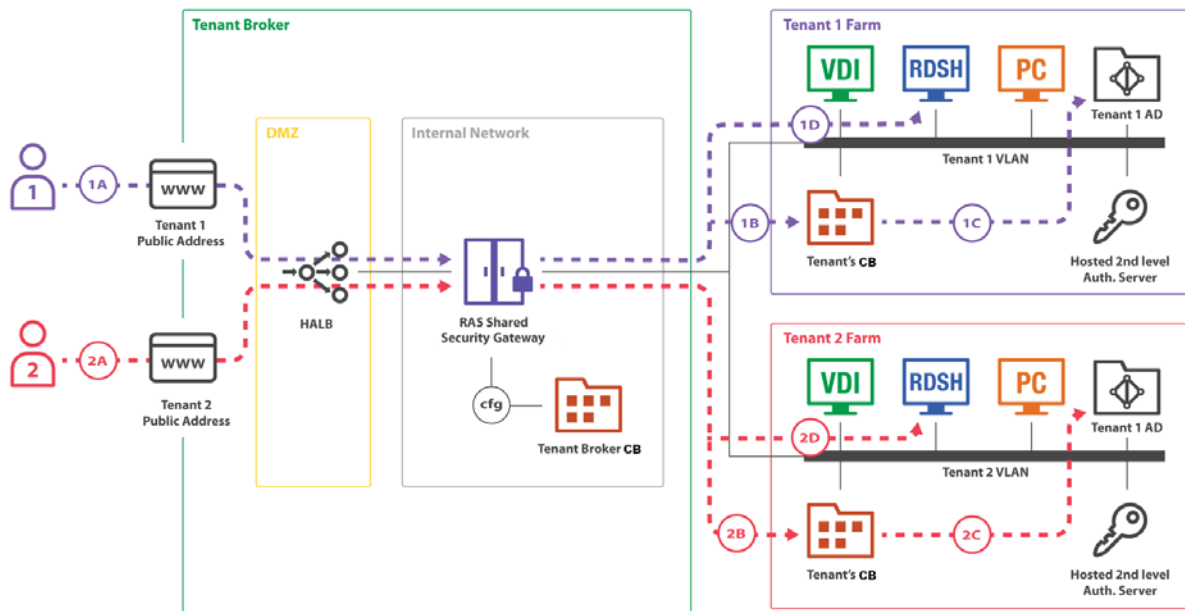 Tenant Broker
DMZ
Internal Network
1
1A
www
Tenant 1
Public Address
2
2A
www
Tenant 2
Public Address
HALB
RAS Shared
Security Gateway
cfg
Tenant Broker CB
Tenant 1 Farm
VDI
RDSH
PC
1D
Tenant 1 AD
Tenant 1 VLAN
1B
1C
Tenant's CB
Hosted 2nd level
Auth. Server
Tenant 2 Farm
VDI
RDSH
PC
2D
Tenant 1 AD
Tenant 2 VLAN
2B
2C
Tenant's CB
Hosted 2nd level
Auth. Server